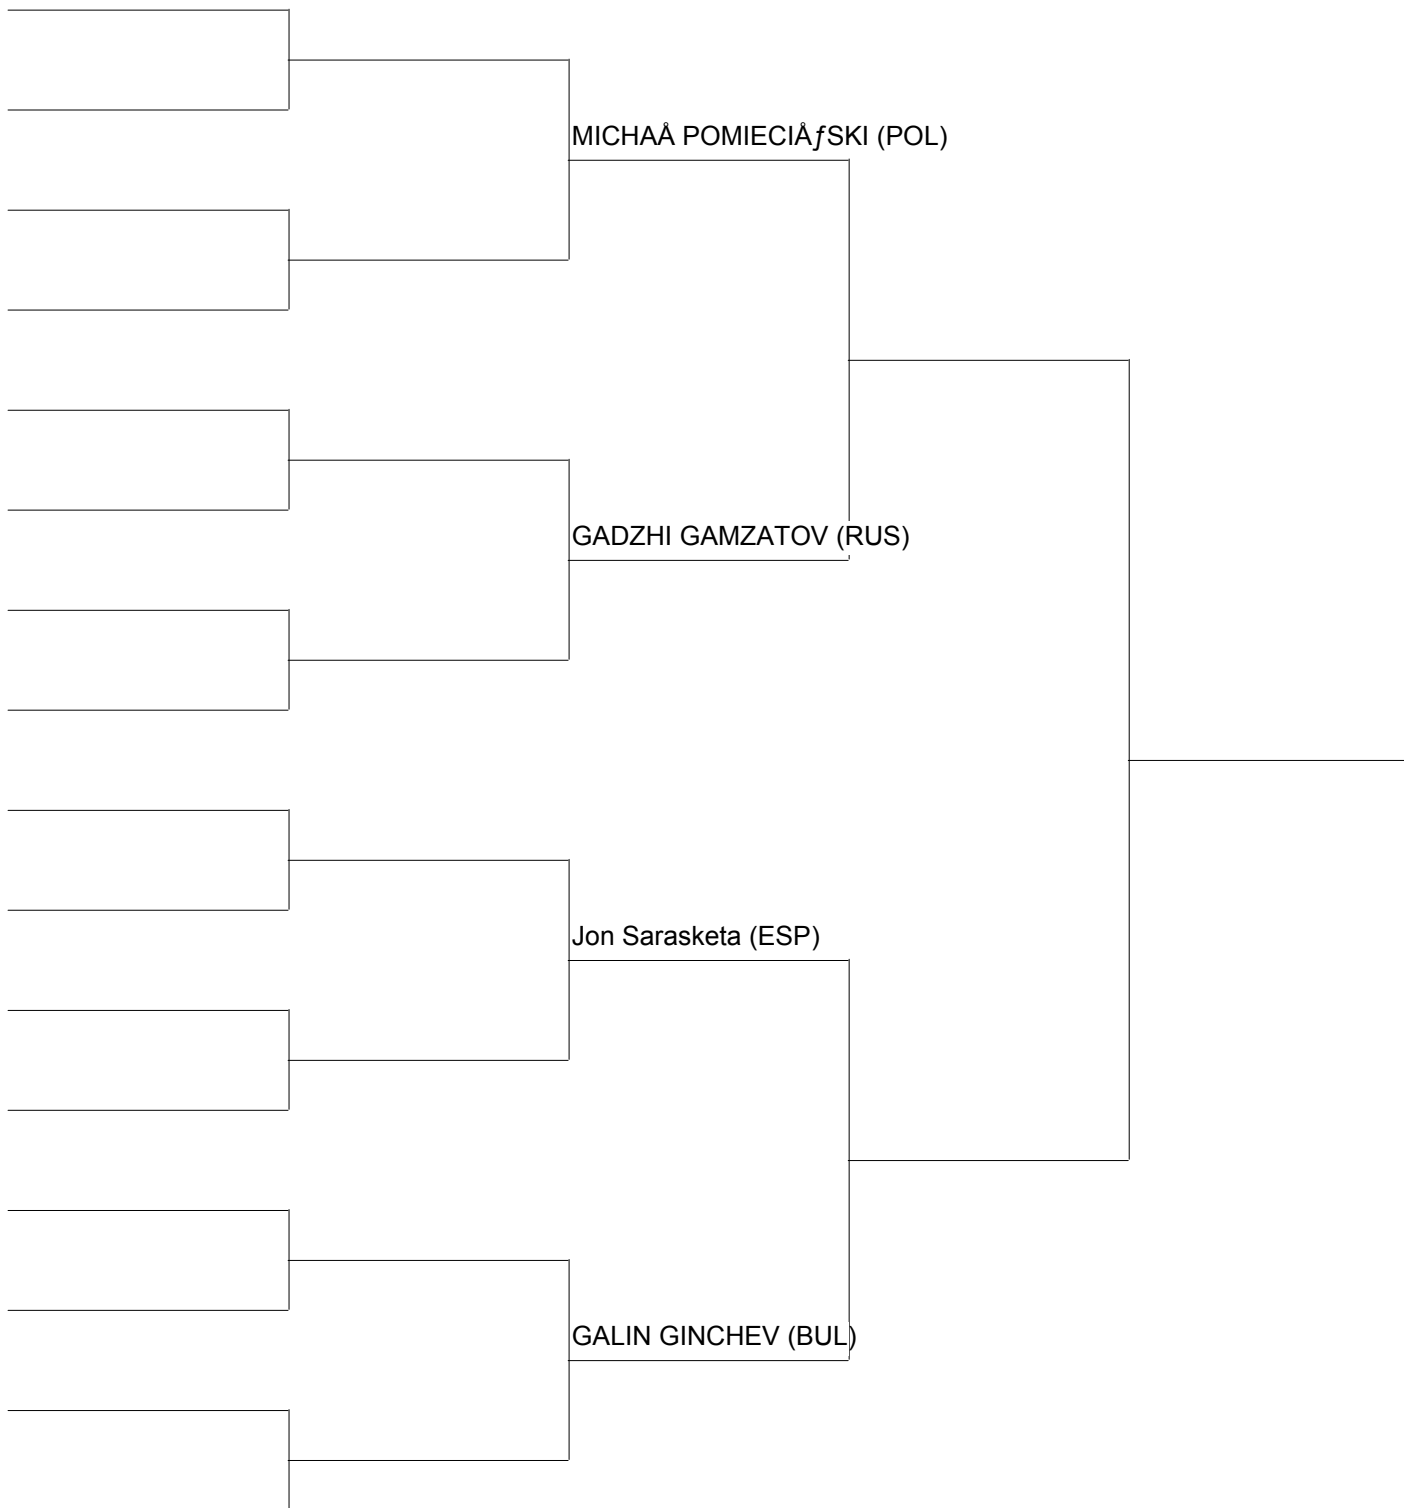 MICHAÅ POMIECIÅƒSKI (POL)
GADZHI GAMZATOV (RUS)
Jon Sarasketa (ESP)
GALIN GINCHEV (BUL)